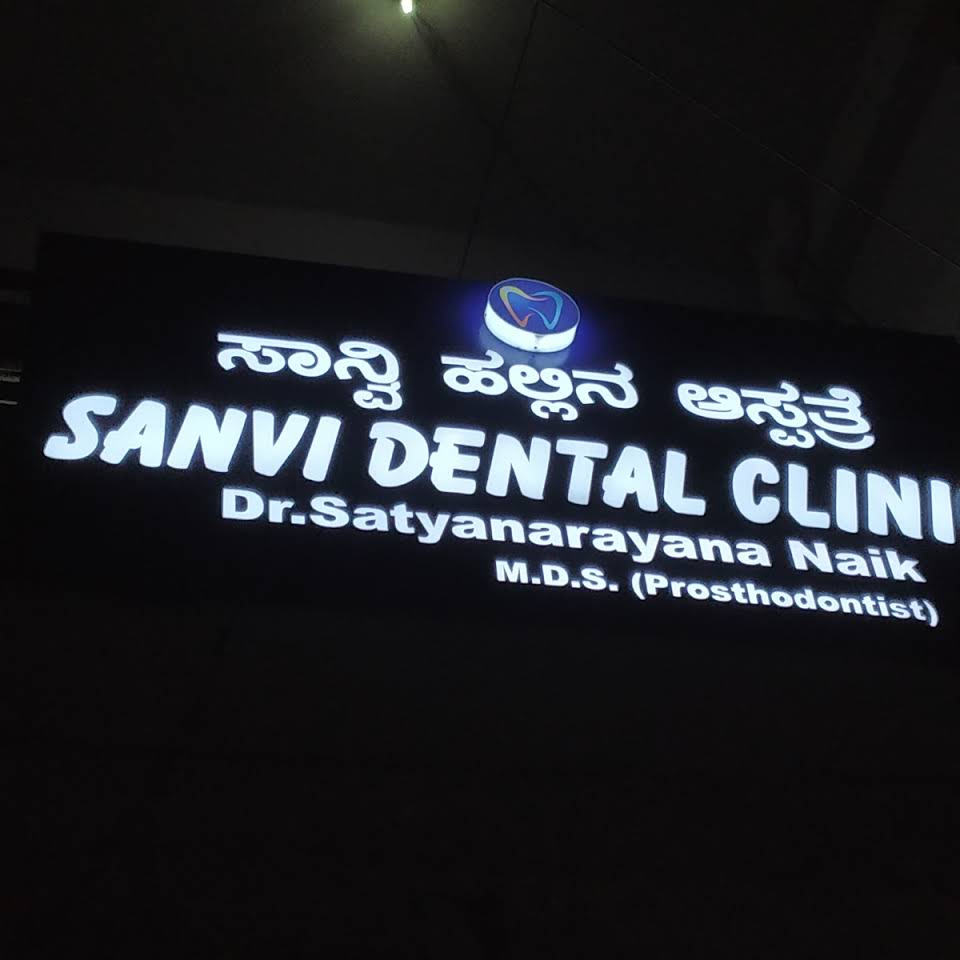 ಸಾನ್ವಿ ಹಲ್ಲಿನ ಆಸ್ಪತ್ರೆ
SANVI DENTAL CLINI
Dr.Satyanarayana Naik
M.D.S. (Prosthodontist)